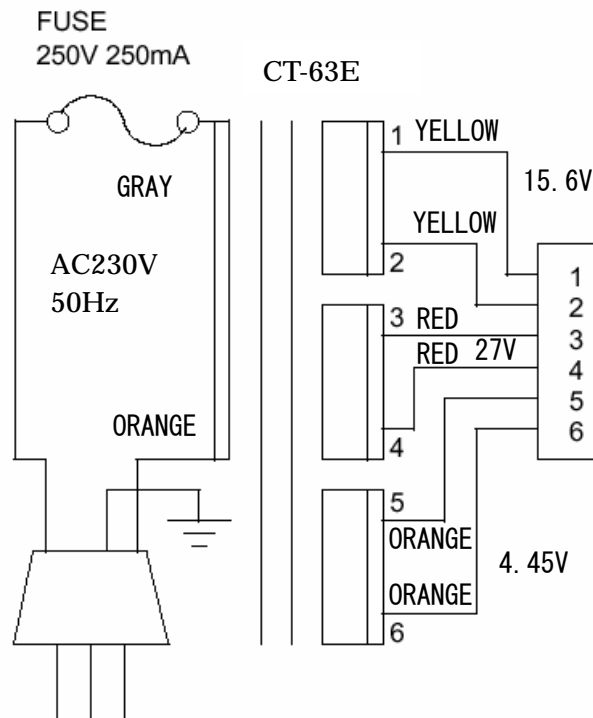 FUSE
250V 250mA
CT-63E
1 YELLOW
GRAY
15.6V
YELLOW
2
AC230V
50Hz
3 RED
RED 27V
ORANGE
4
5
ORANGE
4.45V
ORANGE
6
1
2
3
4
5
6